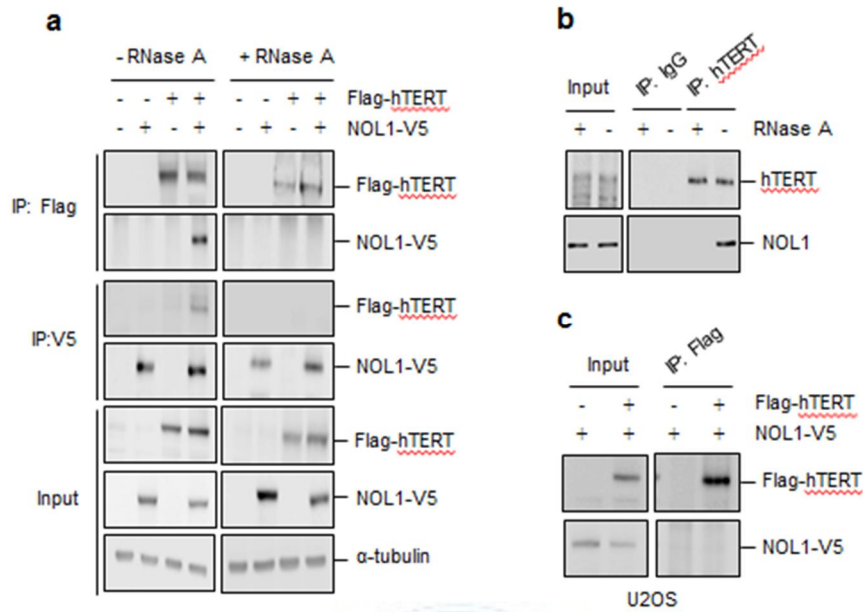 a
- RNase A + RNase A
- - + + - - + + Flag-hTERT
- + - + - + - + NOL1-V5
IP: Flag
Flag-hTERT
NOL1-V5
IP:V5
Flag-hTERT
NOL1-V5
Input
Flag-hTERT
NOL1-V5
α-tubulin
b
Input IP: IgG IP: hTERT
+ - + - + - RNase A
hTERT
NOL1
c
Input IP: Flag
- + - + Flag-hTERT
+ + + + NOL1-V5
Flag-hTERT
NOL1-V5
U2OS